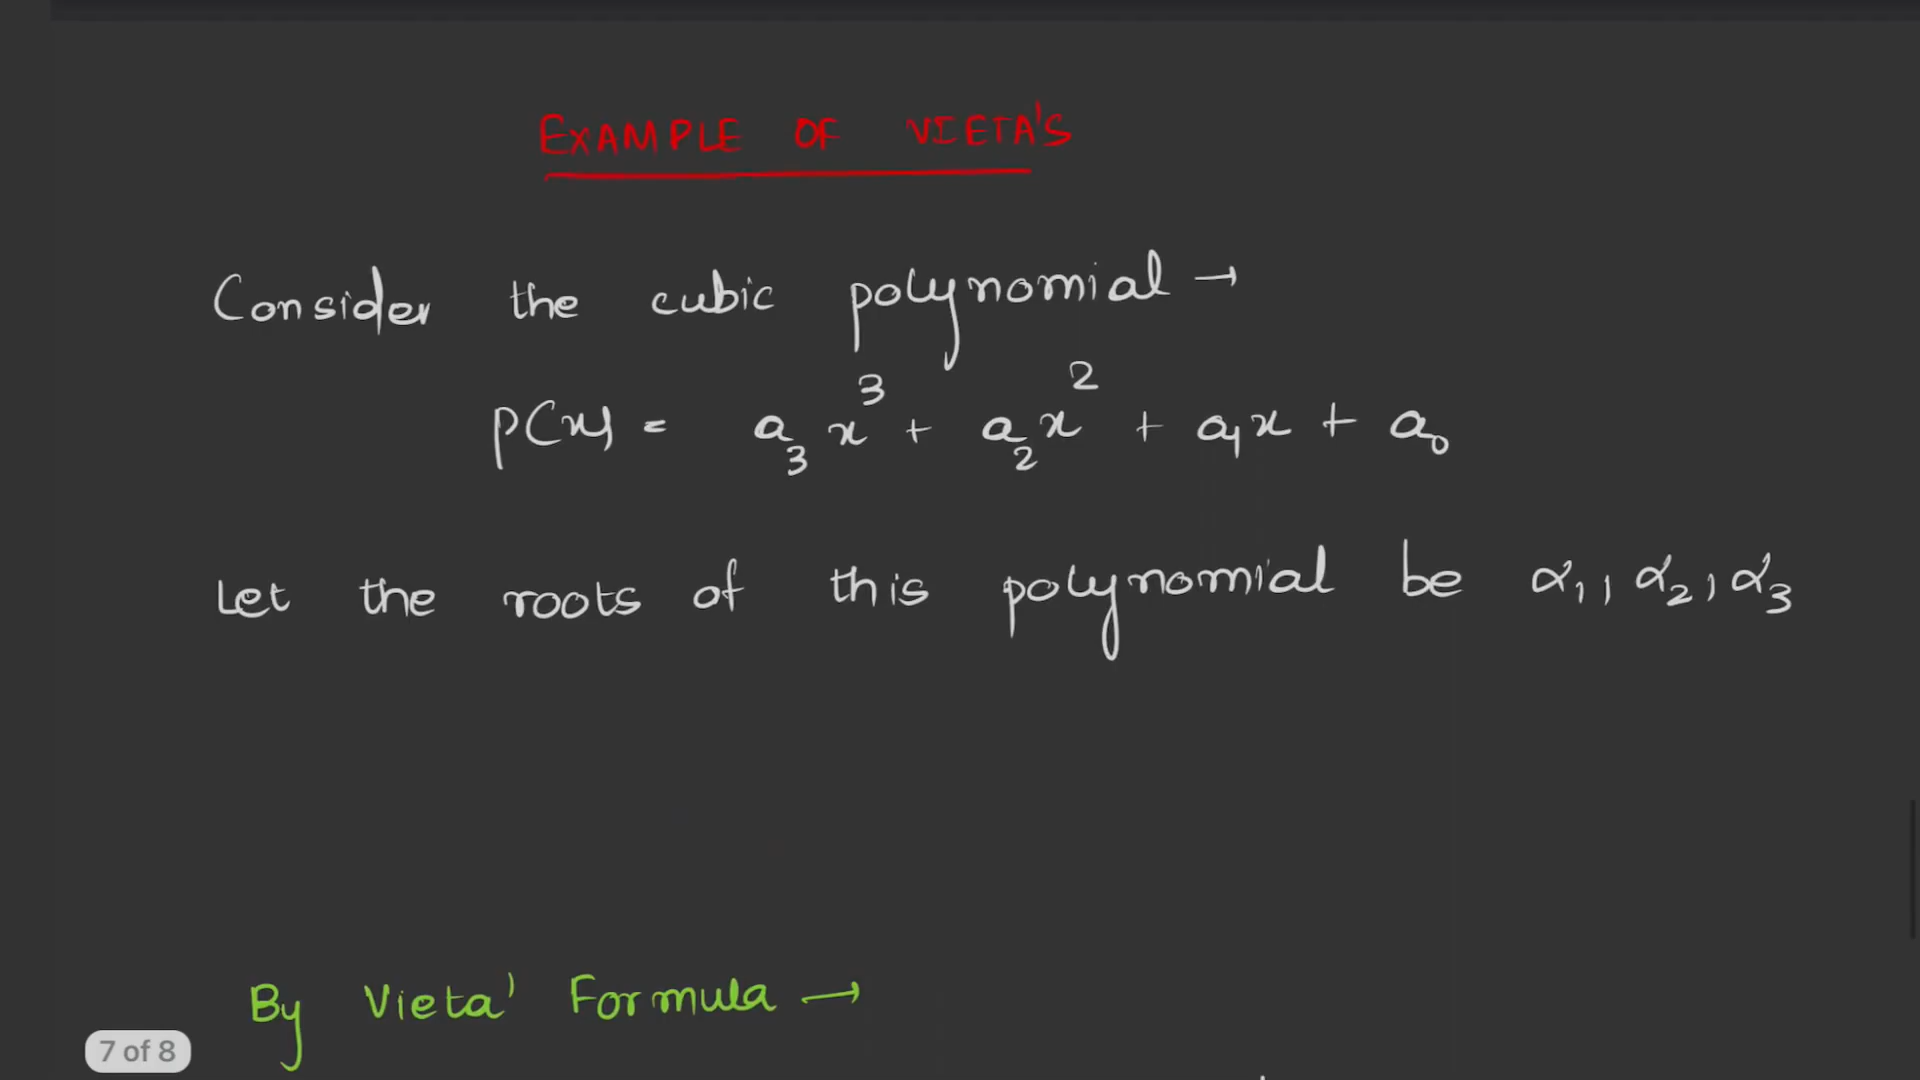 EXAMPLE OF VIETA'S
Consider the cubic polynomial →
p(x) = a₃x³ + a₂x² + a₁x + a₀
Let the roots of this polynomial be α₁, α₂, α₃
By Vieta' Formula →
7 of 8